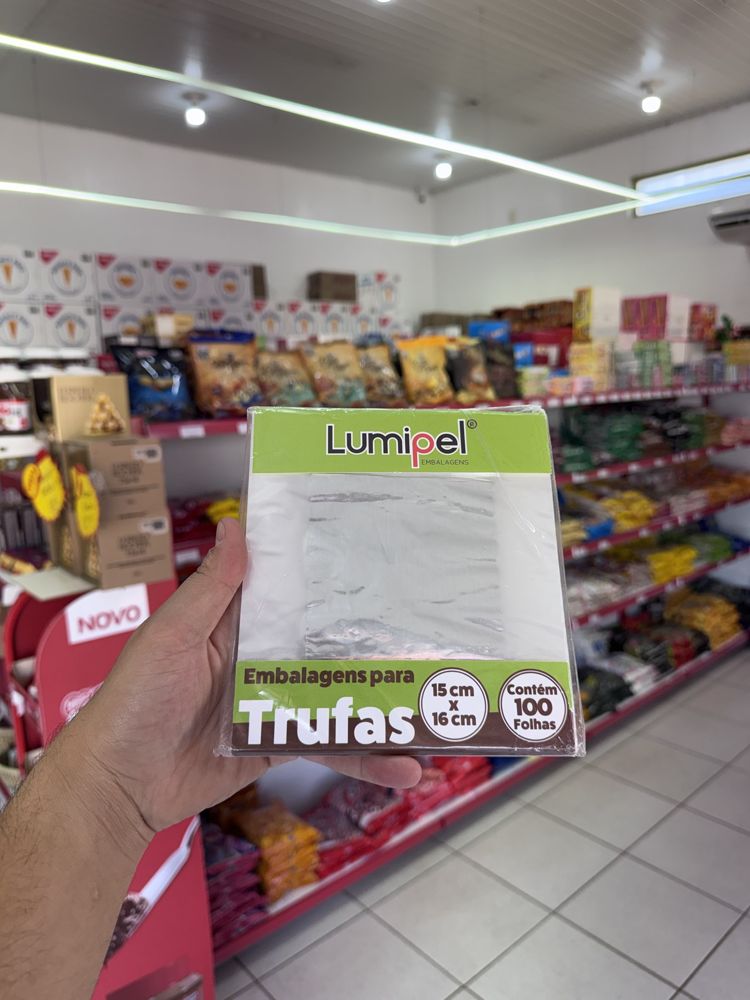 Lumipel®
EMBALAGENS
Embalagens para
Trufas
15 cm
x
16 cm
Contém
100
Folhas
NOVO